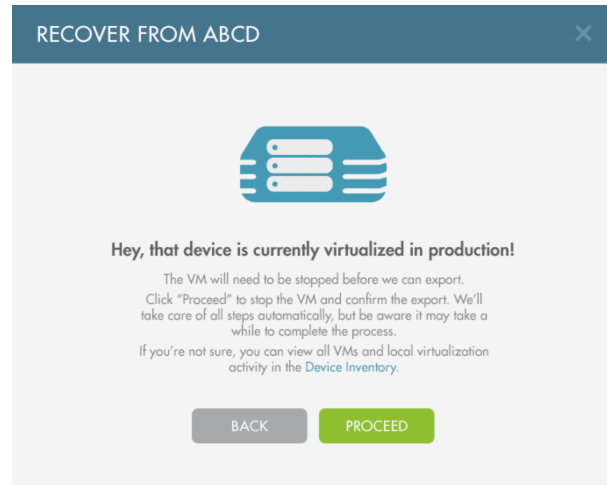 RECOVER FROM ABCD
Hey, that device is currently virtualized in production!
The VM will need to be stopped before we can export.
Click “Proceed” to stop the VM and confirm the export. We’ll
take care of all steps automatically, but be aware it may take a
while to complete the process.
If you’re not sure, you can view all VMs and local virtualization
activity in the Device Inventory.
BACK
PROCEED